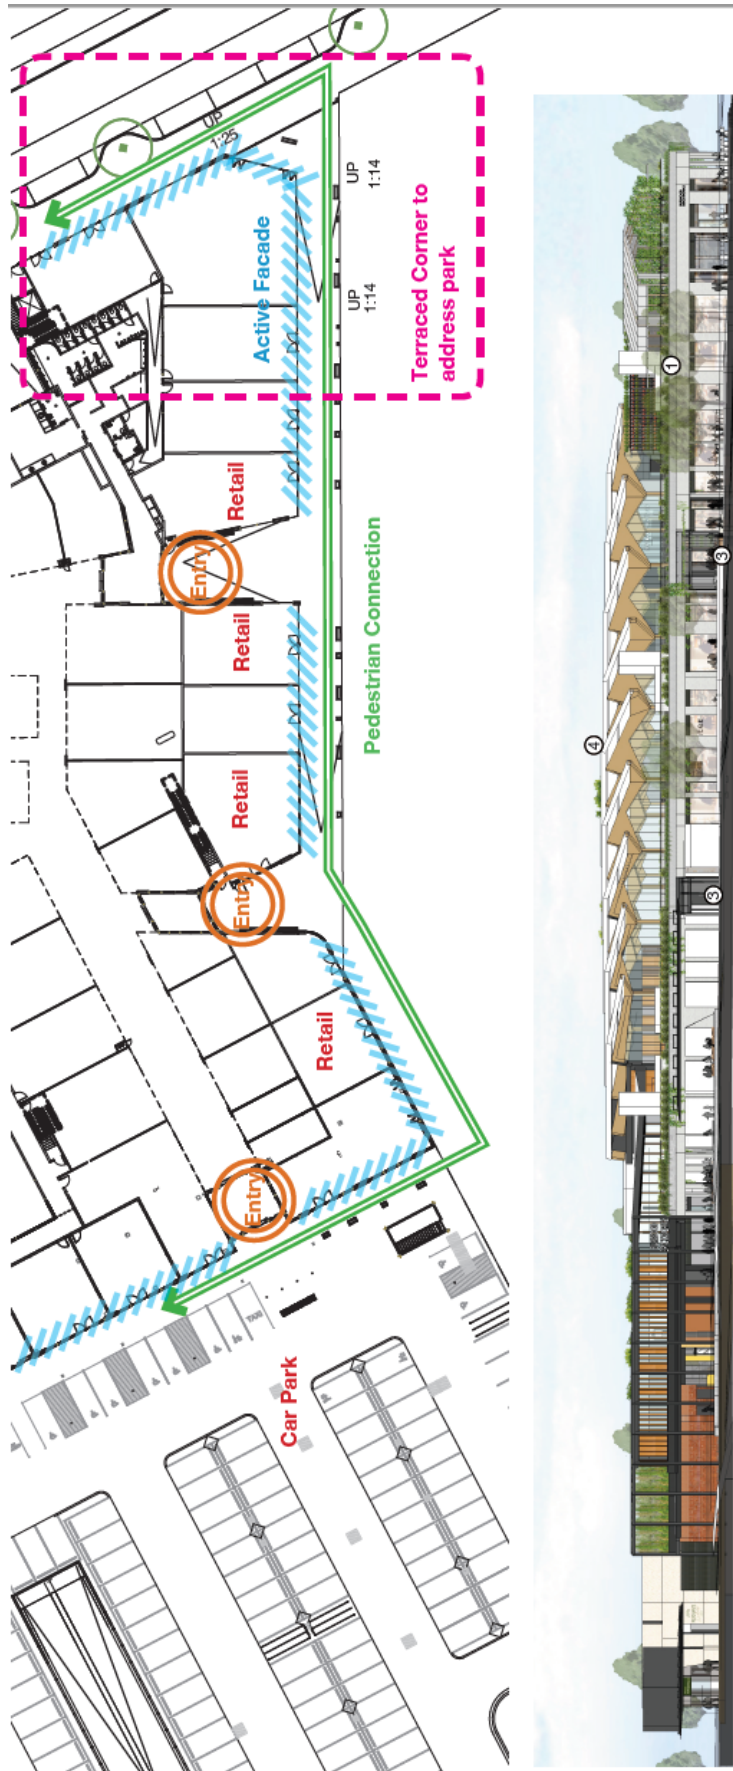 UP
1:25
UP
1:14
UP
1:14
Active Facade
Terraced Corner to
address park
Retail
Entry
Retail
Pedestrian Connection
Retail
Entry
Retail
Entry
TAXI
Car Park
1
3
4
3